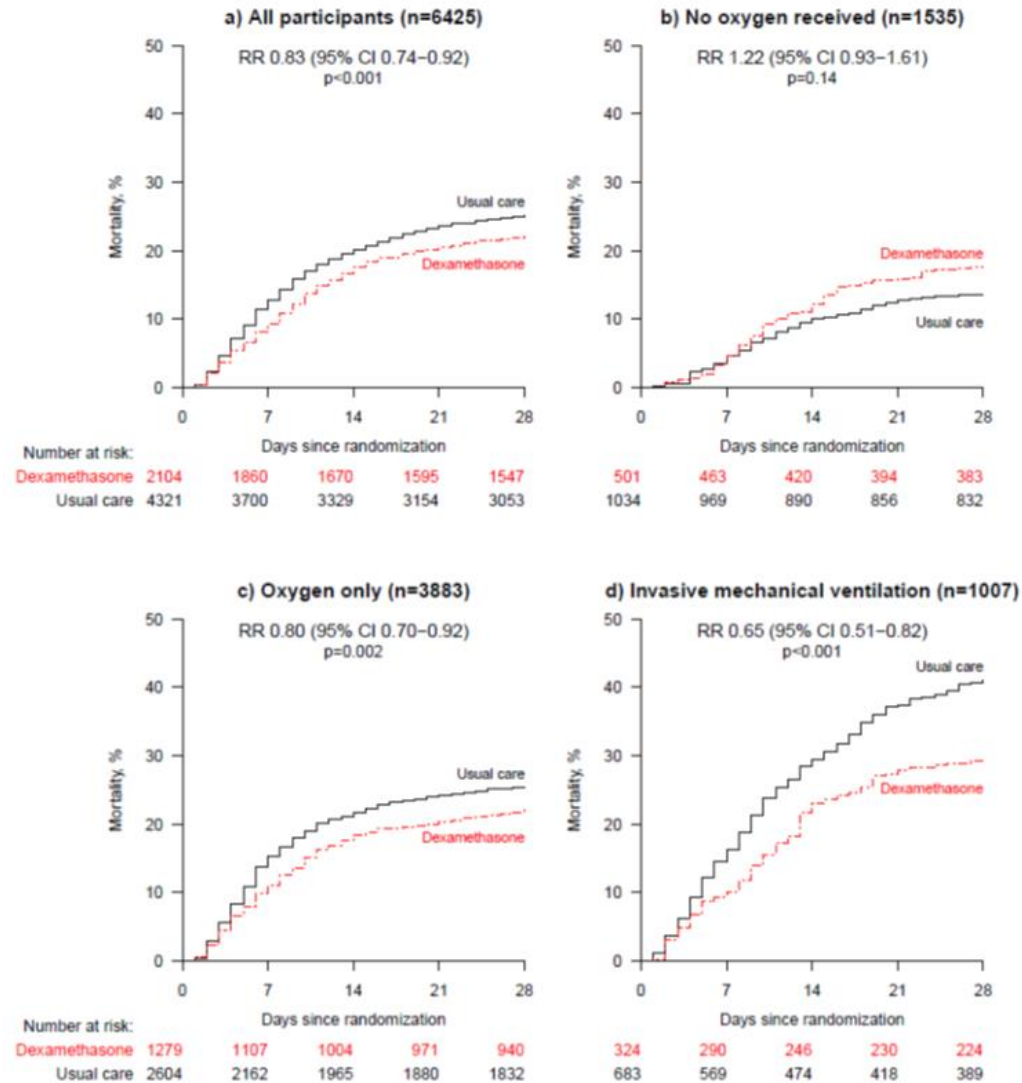 a) All participants (n=6425)
RR 0.83 (95% CI 0.74−0.92)
p<0.001
50
40
30
20
10
0
Mortality, %
Usual care
Dexamethasone
0 7 14 21 28
Days since randomization
Number at risk:
Dexamethasone 2104 1860 1670 1595 1547
Usual care 4321 3700 3329 3154 3053
b) No oxygen received (n=1535)
RR 1.22 (95% CI 0.93−1.61)
p=0.14
50
40
30
20
10
0
Mortality, %
Dexamethasone
Usual care
0 7 14 21 28
Days since randomization
501 463 420 394 383
1034 969 890 856 832
c) Oxygen only (n=3883)
RR 0.80 (95% CI 0.70−0.92)
p=0.002
50
40
30
20
10
0
Mortality, %
Usual care
Dexamethasone
0 7 14 21 28
Days since randomization
Number at risk:
Dexamethasone 1279 1107 1004 971 940
Usual care 2604 2162 1965 1880 1832
d) Invasive mechanical ventilation (n=1007)
RR 0.65 (95% CI 0.51−0.82)
p<0.001
50
40
30
20
10
0
Mortality, %
Usual care
Dexamethasone
0 7 14 21 28
Days since randomization
324 290 246 230 224
683 569 474 418 389